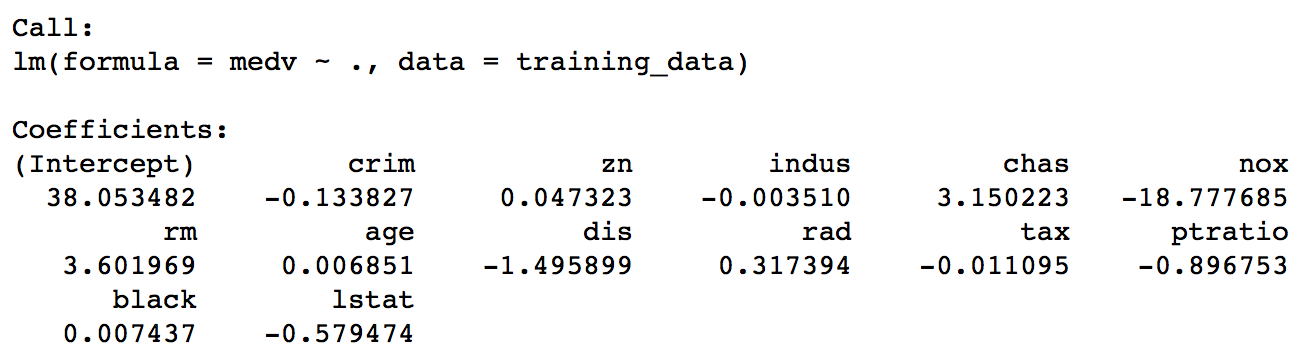 Call:
lm(formula = medv ~ ., data = training_data)
Coefficients:
(Intercept) crim zn indus chas nox
38.053482 -0.133827 0.047323 -0.003510 3.150223 -18.777685
rm age dis rad tax ptratio
3.601969 0.006851 -1.495899 0.317394 -0.011095 -0.896753
black lstat
0.007437 -0.579474